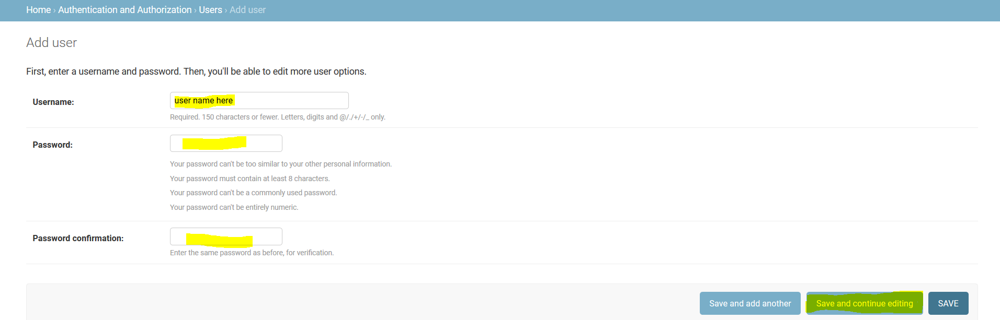 Home › Authentication and Authorization › Users › Add user
Add user
First, enter a username and password. Then, you'll be able to edit more user options.
Username: user name here
Required. 150 characters or fewer. Letters, digits and @/./+/-/_ only.
Password:
Your password can't be too similar to your other personal information.
Your password must contain at least 8 characters.
Your password can't be a commonly used password.
Your password can't be entirely numeric.
Password confirmation:
Enter the same password as before, for verification.
Save and add another Save and continue editing SAVE